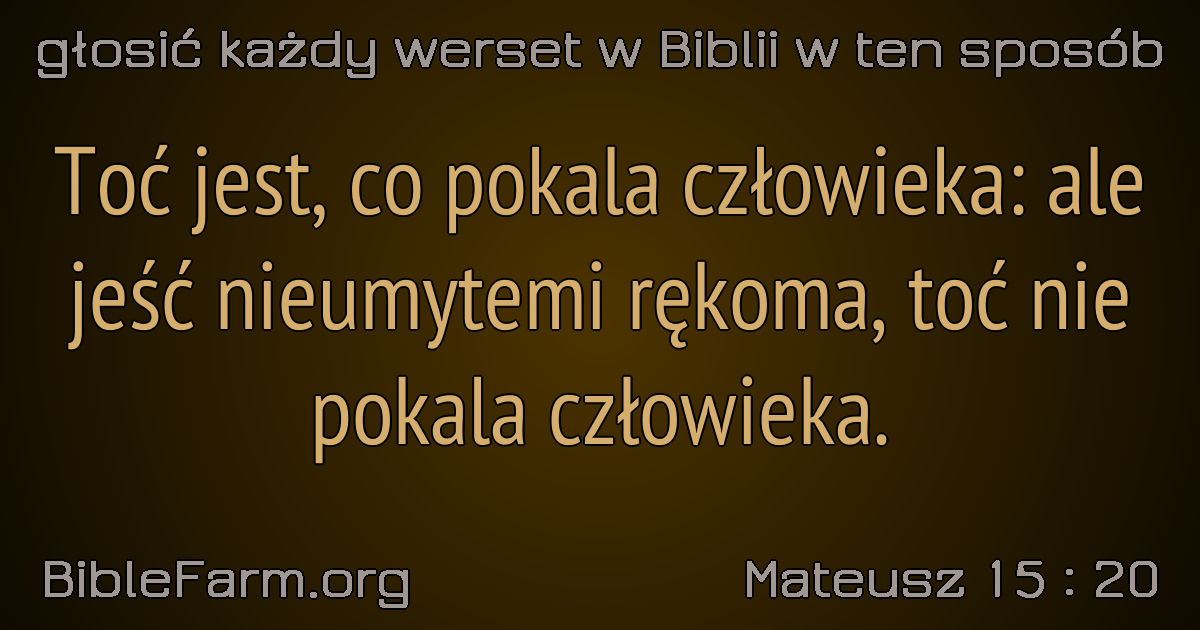 głosić każdy werset w Biblii w ten sposób
Toć jest, co pokala człowieka: ale
jeść nieumytemi rękoma, toć nie
pokala człowieka.
BibleFarm.org
Mateusz 15 : 20